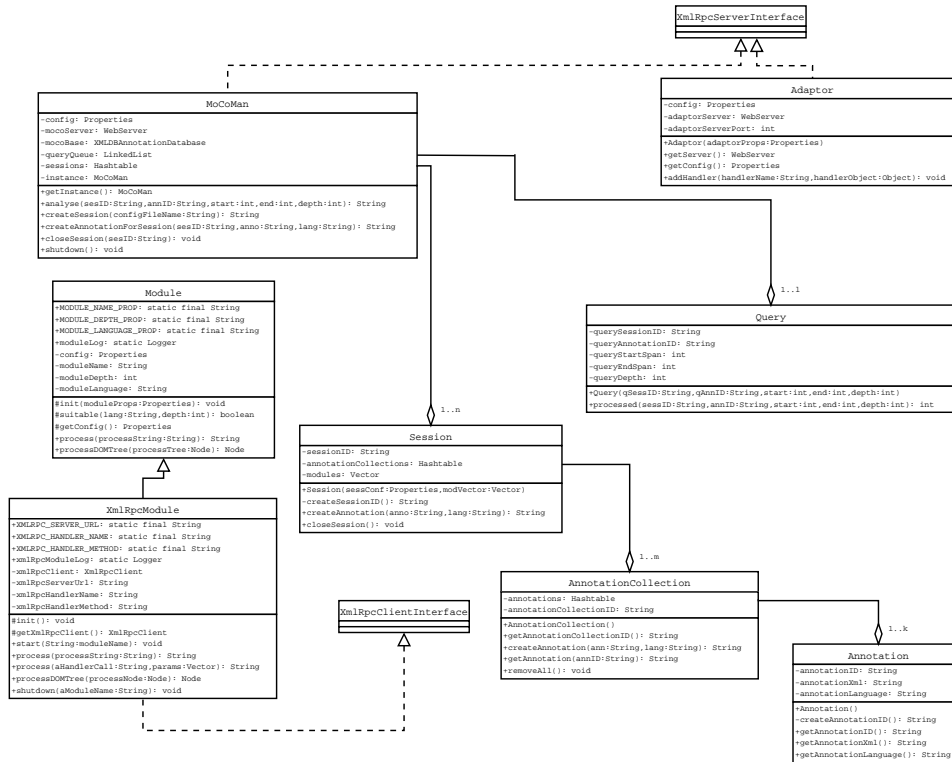 XmlRpcServerInterface
MoCoMan
-config: Properties
-mocoServer: WebServer
-mocoBase: XMLDBAnnotationDatabase
-queryQueue: LinkedList
-sessions: Hashtable
-instance: MoCoMan
+getInstance(): MoCoMan
+analyse(sesID:String,annID:String,start:int,end:int,depth:int): String
+createSession(configFileName:String): String
+createAnnotationForSession(sesID:String,anno:String,lang:String): String
+closeSession(sesID:String): void
+shutdown(): void
Adaptor
-config: Properties
-adaptorServer: WebServer
-adaptorServerPort: int
+Adaptor(adaptorProps:Properties)
+getServer(): WebServer
+getConfig(): Properties
+addHandler(handlerName:String,handlerObject:Object): void
Module
+MODULE_NAME_PROP: static final String
+MODULE_DEPTH_PROP: static final String
+MODULE_LANGUAGE_PROP: static final String
+moduleLog: static Logger
-config: Properties
-moduleName: String
-moduleDepth: int
-moduleLanguage: String
#init(moduleProps:Properties): void
#suitable(lang:String,depth:int): boolean
#getConfig(): Properties
+process(processString:String): String
+processDOMTree(processTree:Node): Node
1..l
Query
-querySessionID: String
-queryAnnotationID: String
-queryStartSpan: int
-queryEndSpan: int
-queryDepth: int
+Query(qSessID:String,qAnnID:String,start:int,end:int,depth:int)
+processed(sesID:String,annID:String,start:int,end:int,depth:int): int
1..n
Session
-sessionID: String
-annotationCollections: Hashtable
-modules: Vector
+Session(sessConf:Properties,modVector:Vector)
-createSessionID(): String
+createAnnotation(anno:String,lang:String): String
+closeSession(): void
XmlRpcModule
+XMLRPC_SERVER_URL: static final String
+XMLRPC_HANDLER_NAME: static final String
+XMLRPC_HANDLER_METHOD: static final String
+xmlRpcModuleLog: static Logger
-xmlRpcClient: XmlRpcClient
-xmlRpcServerUrl: String
-xmlRpcHandlerName: String
-xmlRpcHandlerMethod: String
#init(): void
#getXmlRpcClient(): XmlRpcClient
+start(String:moduleName): void
+process(processString:String): String
+process(aHandlerCall:String,params:Vector): String
+processDOMTree(processNode:Node): Node
+shutdown(aModuleName:String): void
XmlRpcClientInterface
1..m
AnnotationCollection
-annotations: Hashtable
-annotationCollectionID: String
+AnnotationCollection()
+getAnnotationCollectionID(): String
+createAnnotation(ann:String,lang:String): String
+getAnnotation(annID:String): String
+removeAll(): void
1..k
Annotation
-annotationID: String
-annotationXml: String
-annotationLanguage: String
+Annotation()
-createAnnotationID(): String
+getAnnotationID(): String
+getAnnotationXml(): String
+getAnnotationLanguage(): String